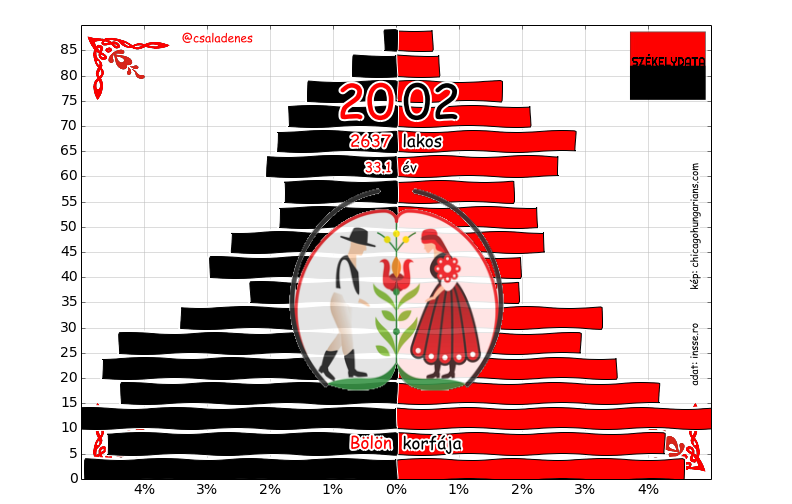 @csaladenes
SZÉKELYDATA
2002
2637 lakos
33.1 év
kép: chicagohungarians.com
adat: insse.ro
Bölön korfája
85
80
75
70
65
60
55
50
45
40
35
30
25
20
15
10
5
0
4% 3% 2% 1% 0% 1% 2% 3% 4%